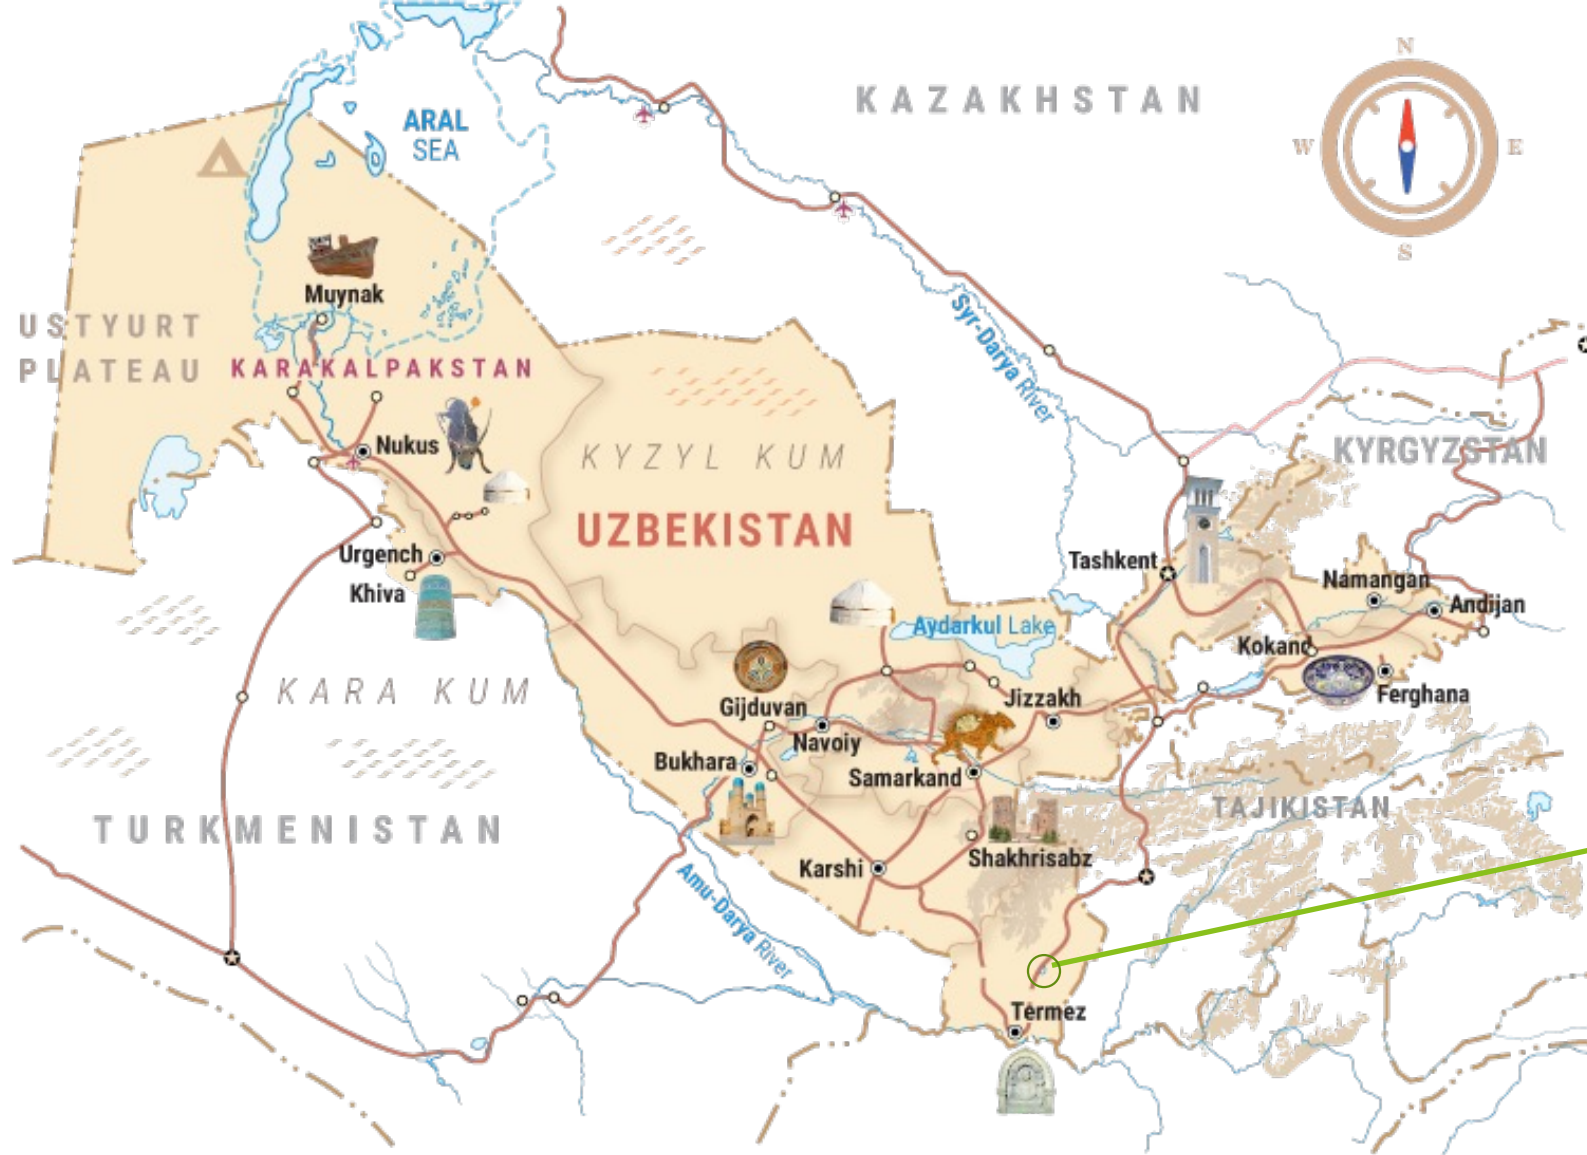 N
KAZAKHSTAN
ARAL
SEA
W
E
S
Muynak
Syr-Darya River
USTYURT
PLATEAU
KARAKALPAKSTAN
KYRGYZSTAN
Nukus
KYZYL KUM
UZBEKISTAN
Urgench
Khiva
Tashkent
Namangan
Andijan
Aydarkul Lake
Kokand
KARA KUM
Gijduvan
Jizzakh
Ferghana
Navoiy
Bukhara
Samarkand
TAJIKISTAN
TURKMENISTAN
Shakhrisabz
Karshi
Amu-Darya River
Termez